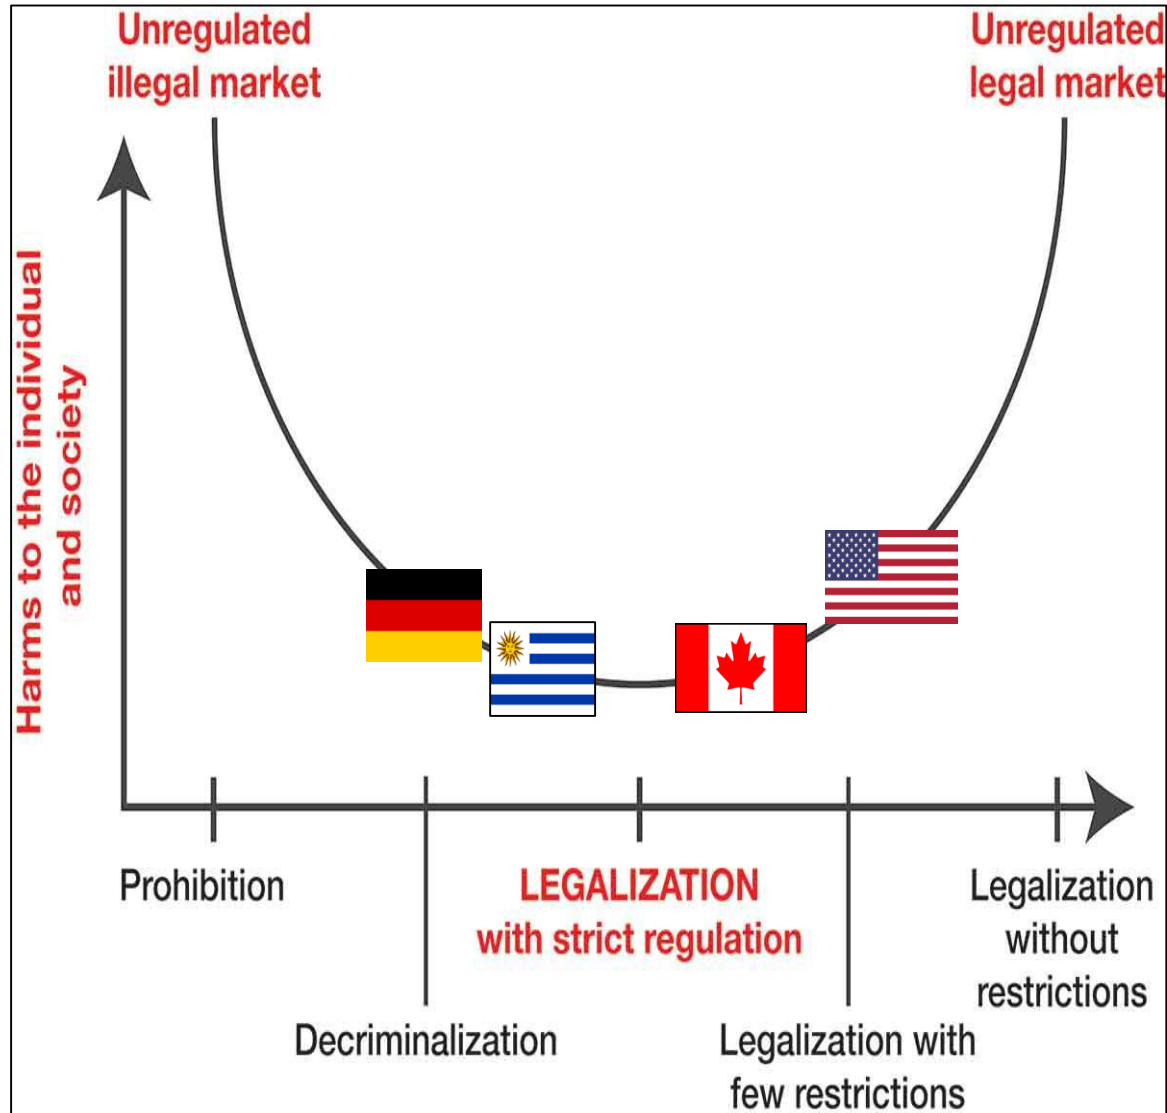 Unregulated
illegal market
Unregulated
legal market
Harms to the individual
and society
Prohibition
LEGALIZATION
with strict regulation
Legalization
without
restrictions
Decriminalization
Legalization with
few restrictions